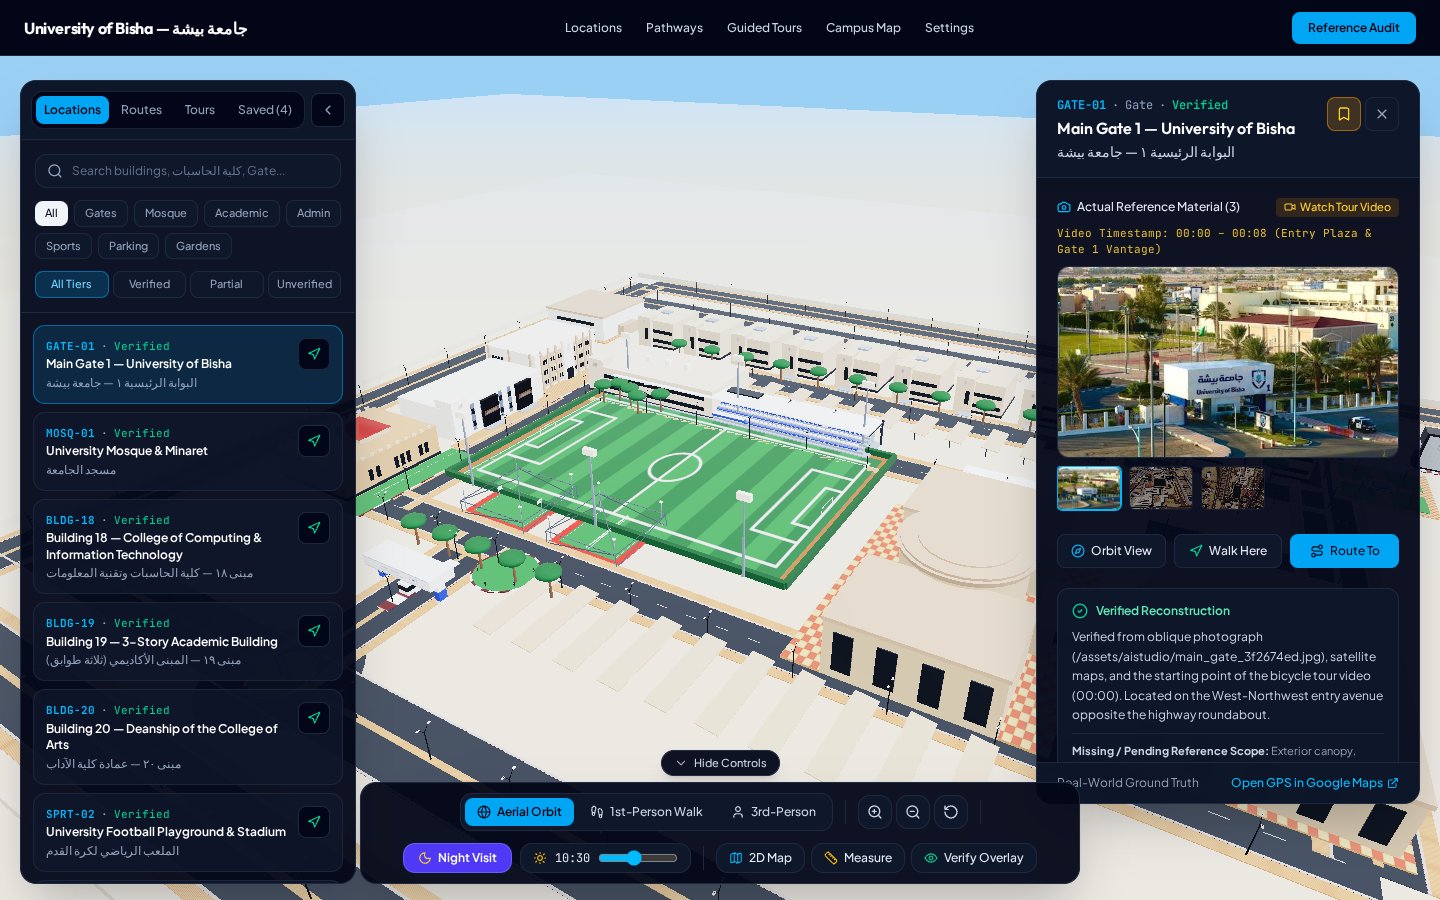 University of Bisha — جامعة بيشة
Locations
Pathways
Guided Tours
Campus Map
Settings
Reference Audit
Locations
Routes
Tours
Saved (4)
Search buildings, كلية الحاسبات, Gate...
All
Gates
Mosque
Academic
Admin
Sports
Parking
Gardens
All Tiers
Verified
Partial
Unverified
GATE-01 · Verified
Main Gate 1 — University of Bisha
البوابة الرئيسية ١ — جامعة بيشة
MOSQ-01 · Verified
University Mosque & Minaret
مسجد الجامعة
BLDG-18 · Verified
Building 18 — College of Computing &
Information Technology
مبنى ١٨ — كلية الحاسبات وتقنية المعلومات
BLDG-19 · Verified
Building 19 — 3-Story Academic Building
مبنى ١٩ — المبنى الأكاديمي (ثلاثة طوابق)
BLDG-20 · Verified
Building 20 — Deanship of the College of
Arts
مبنى ٢٠ — عمادة كلية الآداب
SPRT-02 · Verified
University Football Playground & Stadium
الملعب الرياضي لكرة القدم
Hide Controls
Aerial Orbit
1st-Person Walk
3rd-Person
Night Visit
10:30
2D Map
Measure
Verify Overlay
GATE-01 · Gate · Verified
Main Gate 1 — University of Bisha
البوابة الرئيسية ١ — جامعة بيشة
Actual Reference Material (3)
Watch Tour Video
Video Timestamp: 00:00 – 00:08 (Entry Plaza &
Gate 1 Vantage)
جامعة بيشة
University of Bisha
Orbit View
Walk Here
Route To
Verified Reconstruction
Verified from oblique photograph
(/assets/aistudio/main_gate_3f2674ed.jpg), satellite
maps, and the starting point of the bicycle tour video
(00:00). Located on the West-Northwest entry avenue
opposite the highway roundabout.
Missing / Pending Reference Scope: Exterior canopy,
Real-World Ground Truth
Open GPS in Google Maps